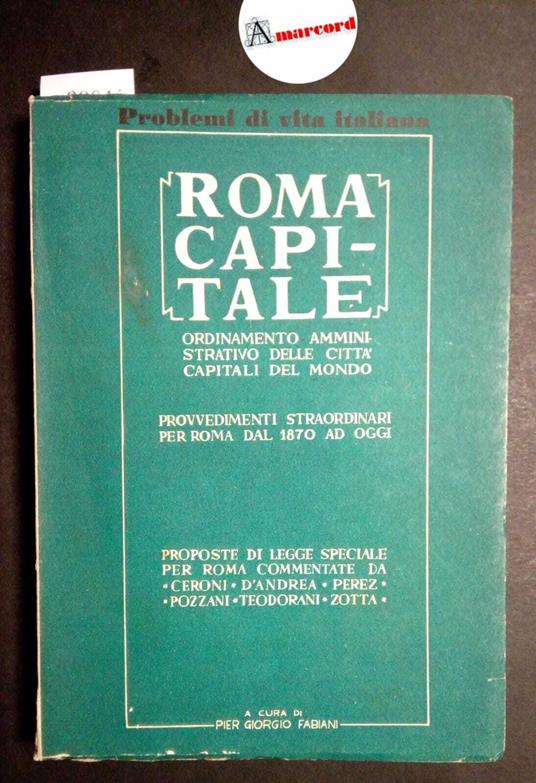 Amarcord
Problemi di vita italiana
ROMA
CAPI-
TALE
ORDINAMENTO AMMINI-
STRATIVO DELLE CITTA'
CAPITALI DEL MONDO
PROVVEDIMENTI STRAORDINARI
PER ROMA DAL 1870 AD OGGI
PROPOSTE DI LEGGE SPECIALE
PER ROMA COMMENTATE DA
• CERONI • D'ANDREA • PEREZ •
• POZZANI • TEODORANI • ZOTTA •
A CURA DI
PIER GIORGIO FABIANI